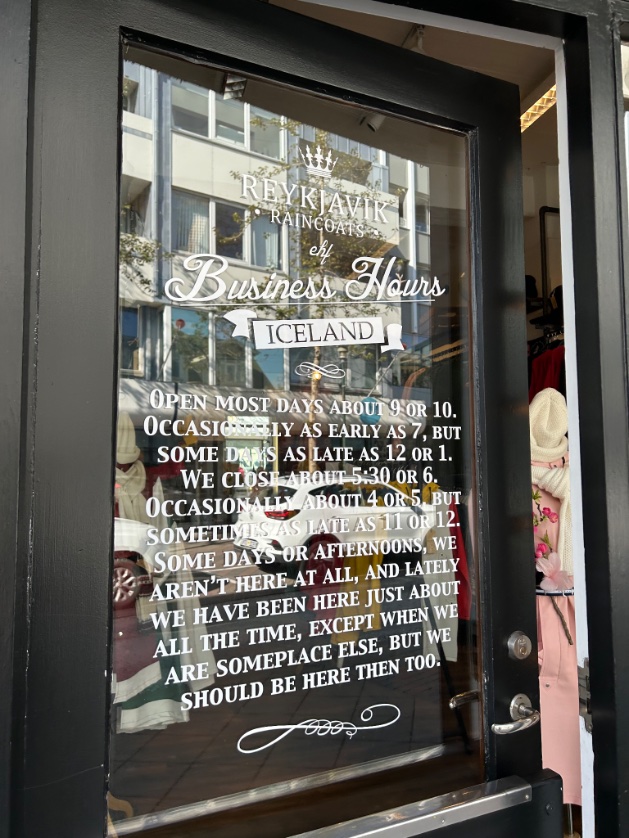 REYKJAVIK
RAINCOATS
ehf
Business Hours
ICELAND
OPEN MOST DAYS ABOUT 9 OR 10.
OCCASIONALLY AS EARLY AS 7, BUT
SOME DAYS AS LATE AS 12 OR 1.
WE CLOSE ABOUT 5:30 OR 6.
OCCASIONALLY ABOUT 4 OR 5, BUT
SOMETIMES AS LATE AS 11 OR 12.
SOME DAYS OR AFTERNOONS, WE
AREN'T HERE AT ALL, AND LATELY
WE HAVE BEEN HERE JUST ABOUT
ALL THE TIME, EXCEPT WHEN WE
ARE SOMEPLACE ELSE, BUT WE
SHOULD BE HERE THEN TOO.